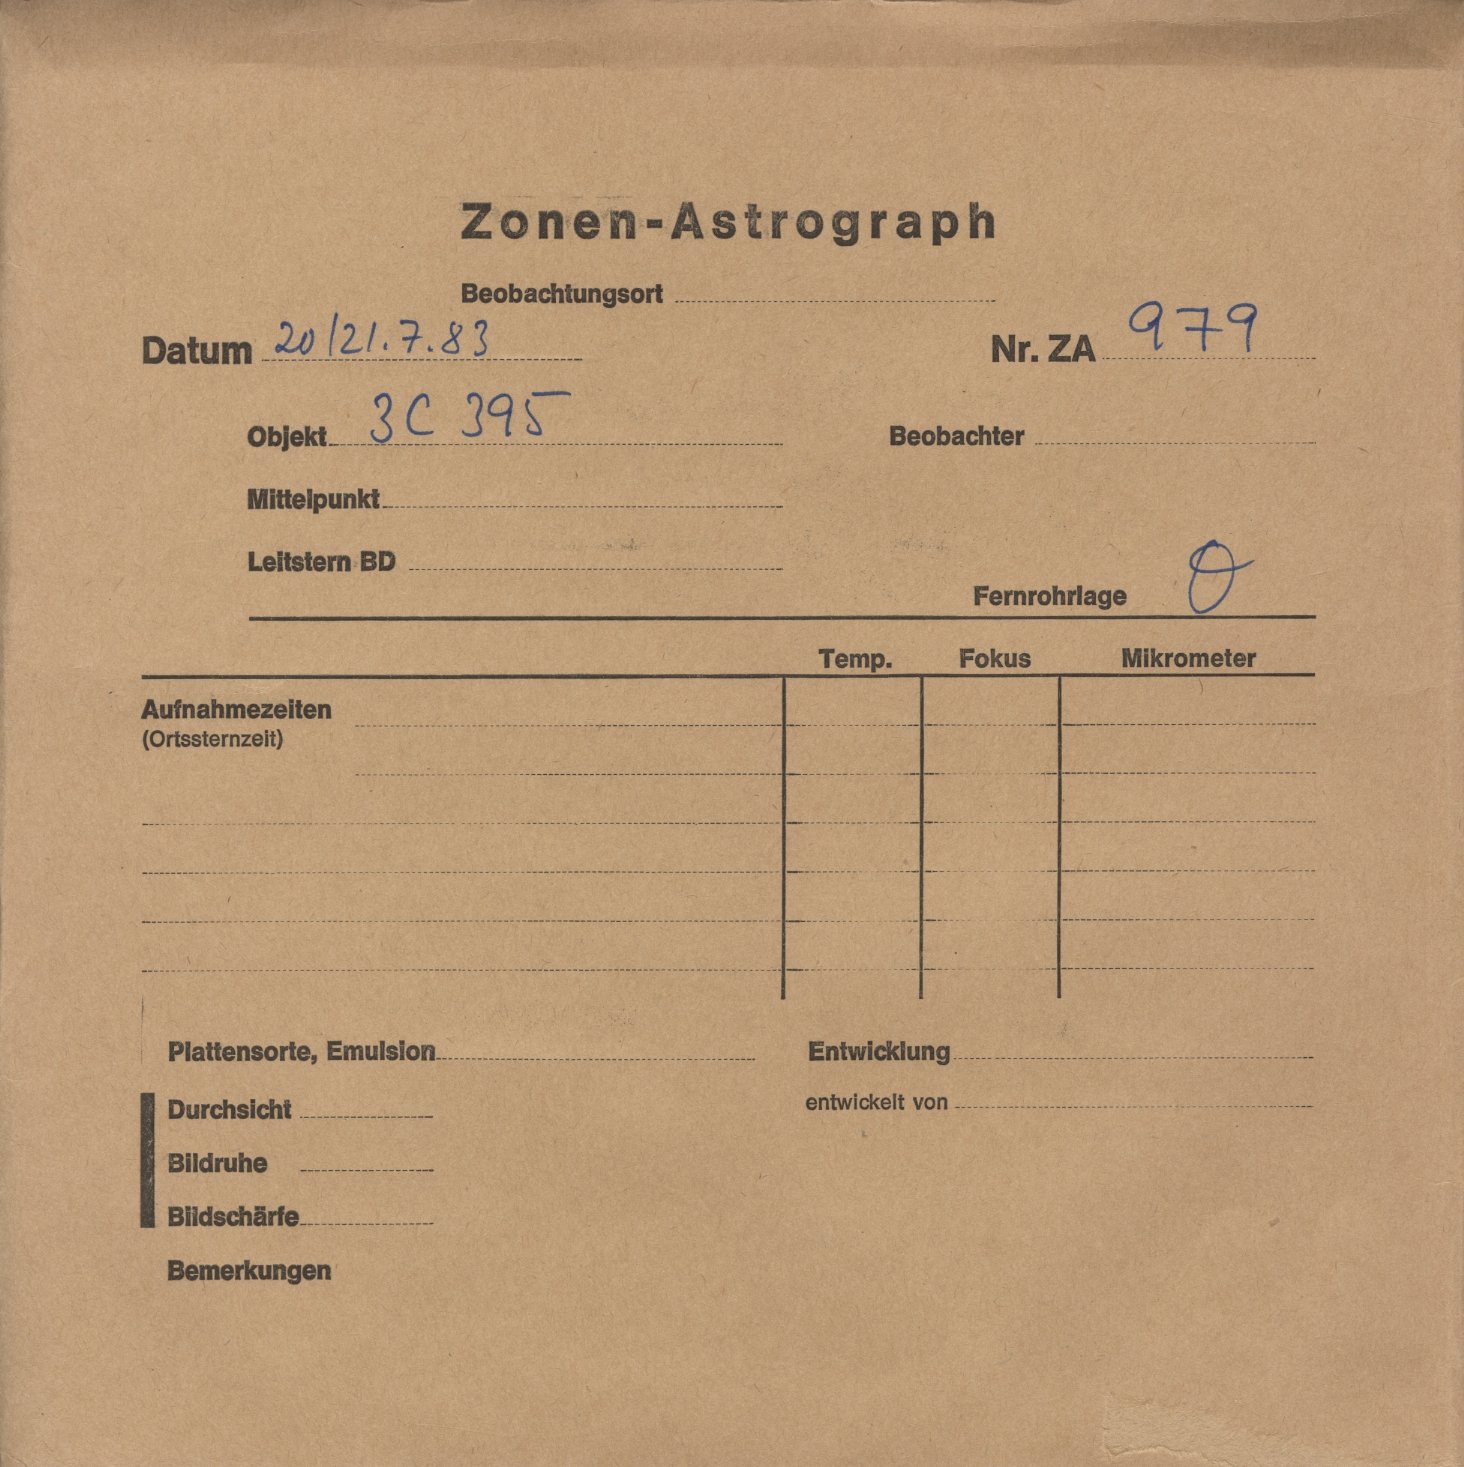 Zonen-Astrograph
Beobachtungsort
Datum 20/21.7.83
Nr. ZA 979
Objekt 3C 395
Beobachter
Mittelpunkt
Leitstern BD
Fernrohrlage O
Temp. Fokus Mikrometer
Aufnahmezeiten
(Ortssternzeit)
Plattensorte, Emulsion
Entwicklung
Durchsicht
entwickelt von
Bildruhe
Bildschärfe
Bemerkungen